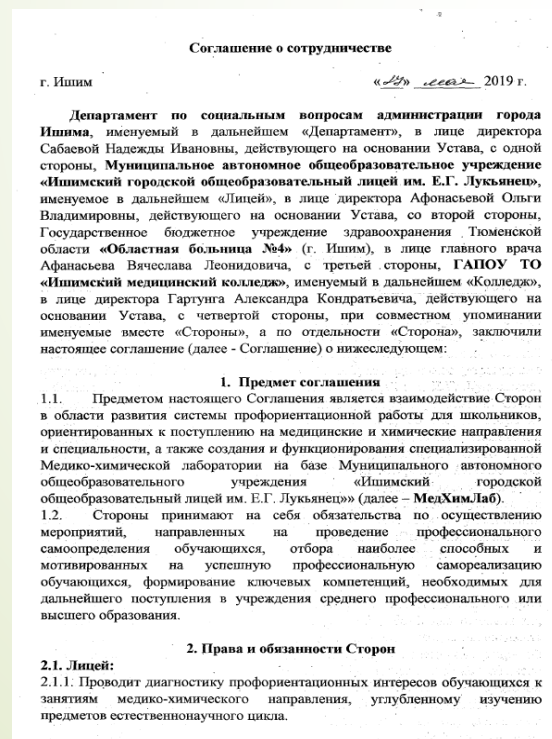 Соглашение о сотрудничестве
г. Ишим «27» мая 2019 г.
Департамент по социальным вопросам администрации города
Ишима, именуемый в дальнейшем «Департамент», в лице директора
Сабаевой Надежды Ивановны, действующего на основании Устава, с одной
стороны, Муниципальное автономное общеобразовательное учреждение
«Ишимский городской общеобразовательный лицей им. Е.Г. Лукьянец»,
именуемое в дальнейшем «Лицей», в лице директора Афонасьевой Ольги
Владимировны, действующего на основании Устава, со второй стороны,
Государственное бюджетное учреждение здравоохранения Тюменской
области «Областная больница №4» (г. Ишим), в лице главного врача
Афанасьева Вячеслава Леонидовича, с третьей стороны, ГАПОУ ТО
«Ишимский медицинский колледж», именуемый в дальнейшем «Колледж»,
в лице директора Гартунга Александра Кондратьевича, действующего на
основании Устава, с четвертой стороны, при совместном упоминании
именуемые вместе «Стороны», а по отдельности «Сторона», заключили
настоящее соглашение (далее - Соглашение) о нижеследующем:
1. Предмет соглашения
1.1. Предметом настоящего Соглашения является взаимодействие Сторон
в области развития системы профориентационной работы для школьников,
ориентированных к поступлению на медицинские и химические направления
и специальности, а также создания и функционирования специализированной
Медико-химической лаборатории на базе Муниципального автономного
общеобразовательного учреждения «Ишимский городской
общеобразовательный лицей им. Е.Г. Лукьянец»» (далее – МедХимЛаб).
1.2. Стороны принимают на себя обязательства по осуществлению
мероприятий, направленных на проведение профессионального
самоопределения обучающихся, отбора наиболее способных и
мотивированных на успешную профессиональную самореализацию
обучающихся, формирование ключевых компетенций, необходимых для
дальнейшего поступления в учреждения среднего профессионального или
высшего образования.
2. Права и обязанности Сторон
2.1. Лицей:
2.1.1. Проводит диагностику профориентационных интересов обучающихся к
занятиям медико-химического направления, углубленному изучению
предметов естественнонаучного цикла.